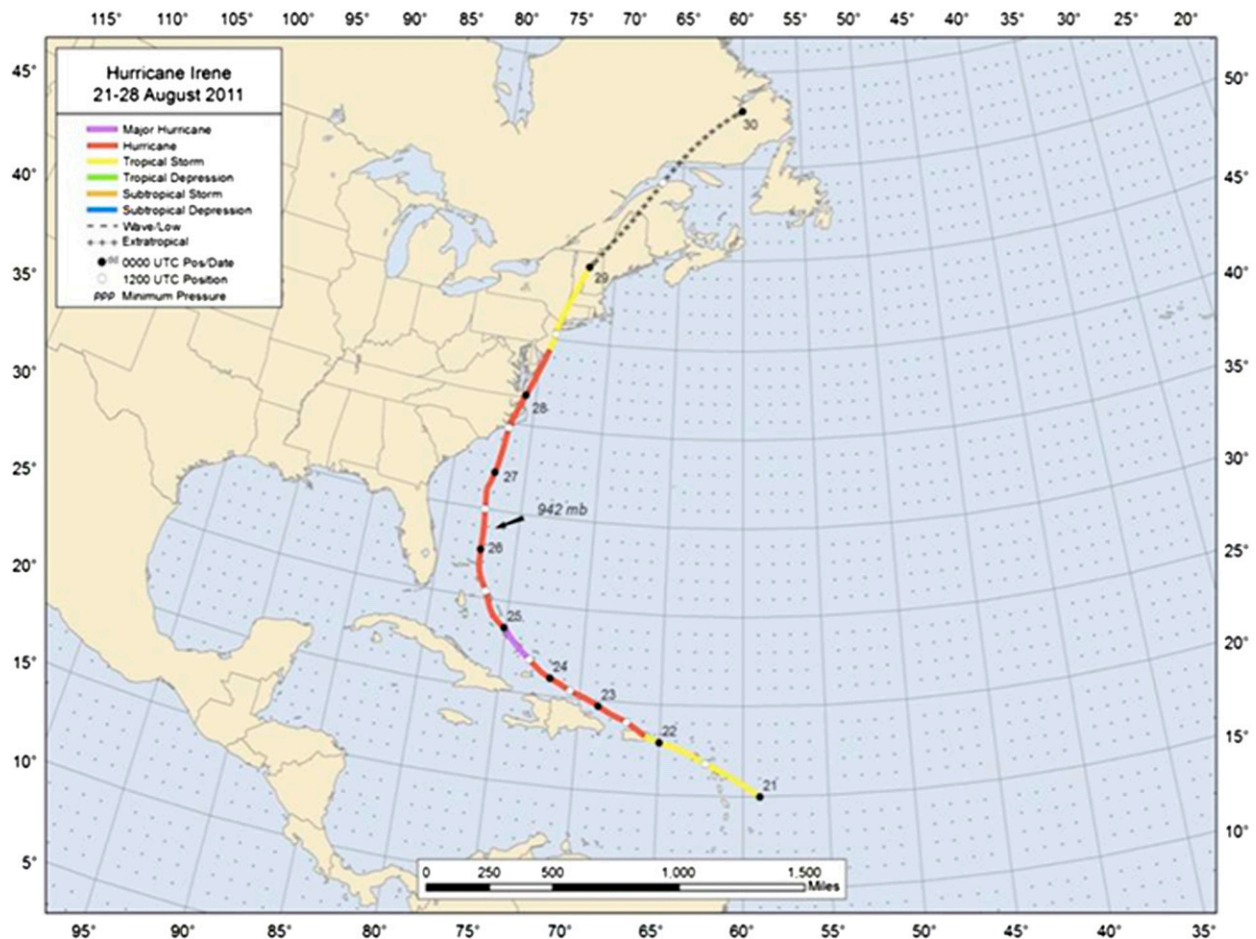 115° 110° 105° 100° 95° 90° 85° 80° 75° 70° 65° 60° 55° 50° 45° 40° 35° 30° 25° 20°
Hurricane Irene
21-28 August 2011
Major Hurricane
Hurricane
Tropical Storm
Tropical Depression
Subtropical Storm
Subtropical Depression
Wave/Low
Extratropical
0000 UTC Pos/Date
1200 UTC Position
PPP Minimum Pressure
45°
40°
35°
30°
25°
20°
15°
10°
5°
50°
45°
40°
35°
30°
25°
20°
15°
10°
30
29
28
27
942 mb
26
25
24
23
22
21
0 250 500 1.000 1.500
Miles
95° 90° 85° 80° 75° 70° 65° 60° 55° 50° 45° 40° 35°